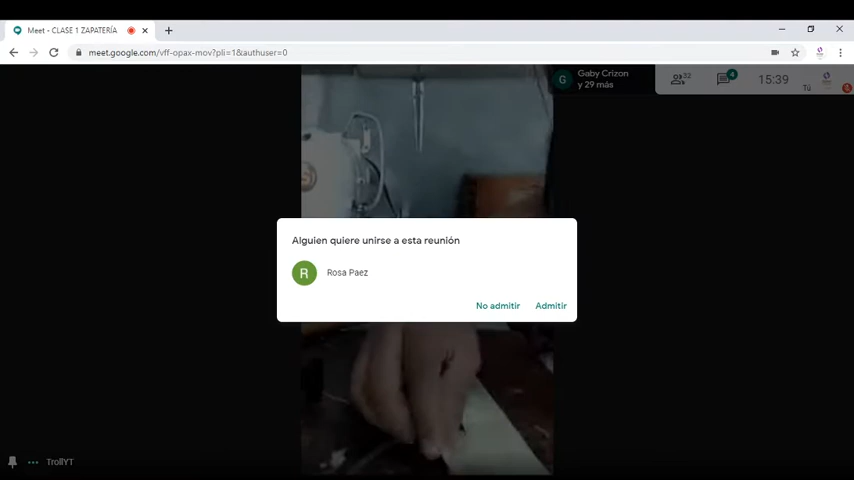 Meet - CLASE 1 ZAPATERÍA
meet.google.com/vff-opax-mov?pli=1&authuser=0
G
Gaby Crizon
y 29 más
32
4
15:39
Tú
Alguien quiere unirse a esta reunión
R
Rosa Paez
No admitir
Admitir
TrollYT